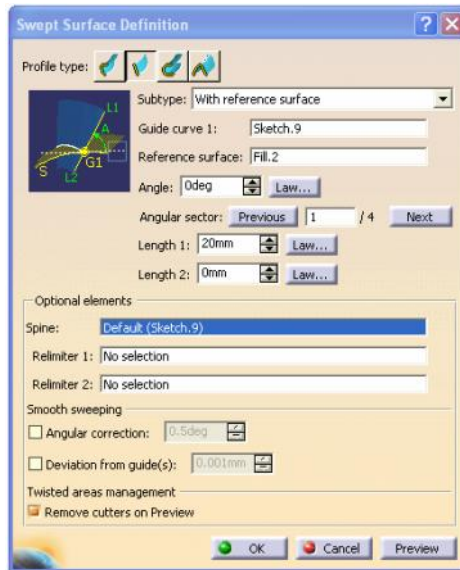 Swept Surface Definition
Profile type:
Subtype: With reference surface
Guide curve 1: Sketch.9
Reference surface: Fill.2
Angle: 0deg Law...
Angular sector: Previous 1 / 4 Next
Length 1: 20mm Law...
Length 2: 0mm Law...
L1
A
G1
S
L2
Optional elements
Spine: Default (Sketch.9)
Relimiter 1: No selection
Relimiter 2: No selection
Smooth sweeping
Angular correction: 0.5deg
Deviation from guide(s): 0.001mm
Twisted areas management
Remove cutters on Preview
OK Cancel Preview